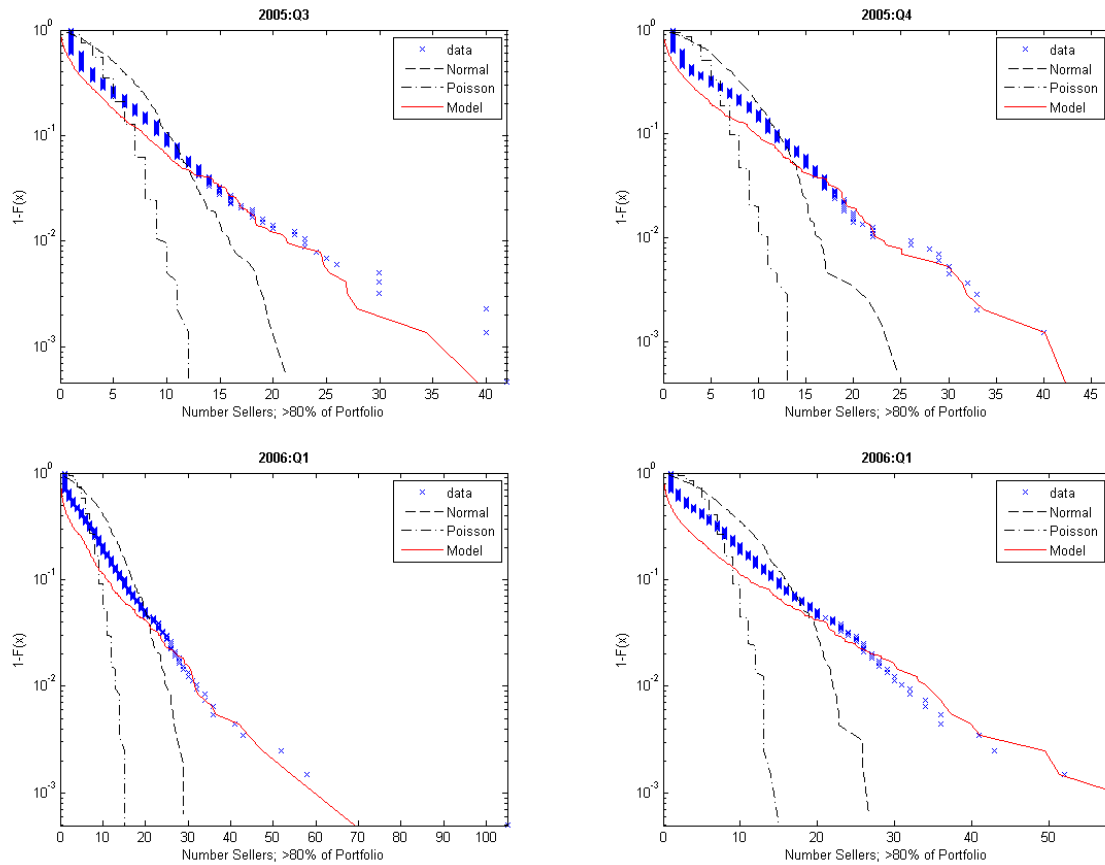 2005:Q3
10^0
10^-1
10^-2
10^-3
1-F(x)
data
Normal
Poisson
Model
0 5 10 15 20 25 30 35 40
Number Sellers; >80% of Portfolio
2005:Q4
10^0
10^-1
10^-2
10^-3
1-F(x)
data
Normal
Poisson
Model
0 5 10 15 20 25 30 35 40 45
Number Sellers; >80% of Portfolio
2006:Q1
10^0
10^-1
10^-2
10^-3
1-F(x)
data
Normal
Poisson
Model
0 10 20 30 40 50 60 70 80 90 100
Number Sellers; >80% of Portfolio
2006:Q1
10^0
10^-1
10^-2
10^-3
1-F(x)
data
Normal
Poisson
Model
0 10 20 30 40 50
Number Sellers; >80% of Portfolio